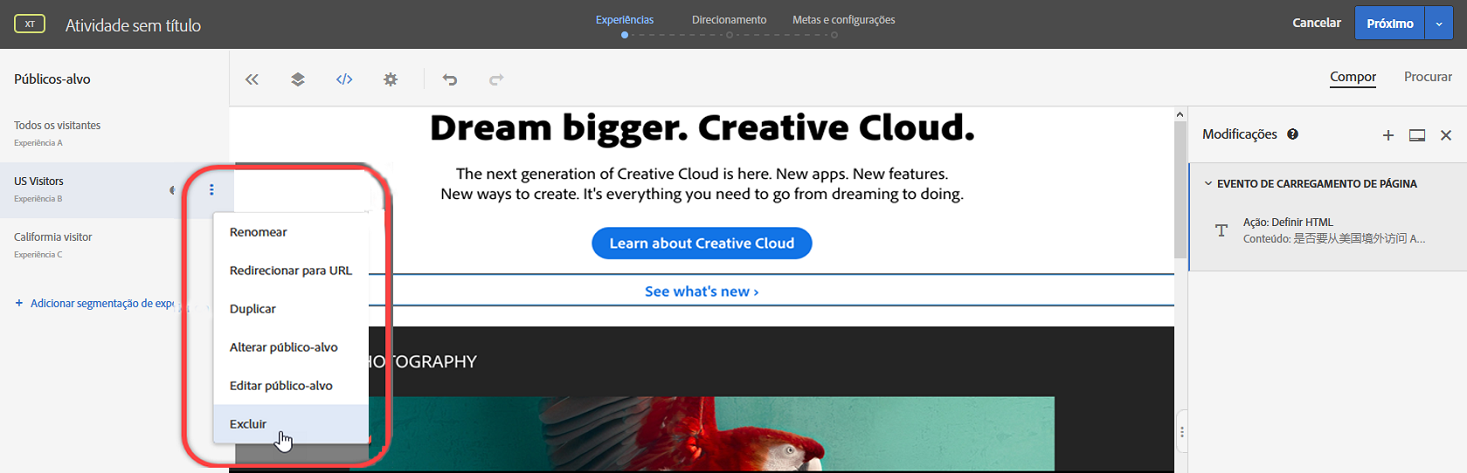 XT
Atividade sem título
Experiências
Direcionamento
Metas e configurações
Cancelar
Próximo
Públicos-alvo
Compor
Procurar
Todos os visitantes
Experiência A
US Visitors
Experiência B
Califormia visitor
Experiência C
+ Adicionar segmentação de
Renomear
Redirecionar para URL
Duplicar
Alterar público-alvo
Editar público-alvo
Excluir
Dream bigger. Creative Cloud.
The next generation of Creative Cloud is here. New apps. New features.
New ways to create. It's everything you need to go from dreaming to doing.
Learn about Creative Cloud
See what's new ›
HOTOGRAPHY
Modificações
EVENTO DE CARREGAMENTO DE PÁGINA
Ação: Definir HTML
Conteúdo: 是否要从美国境外访问 A...